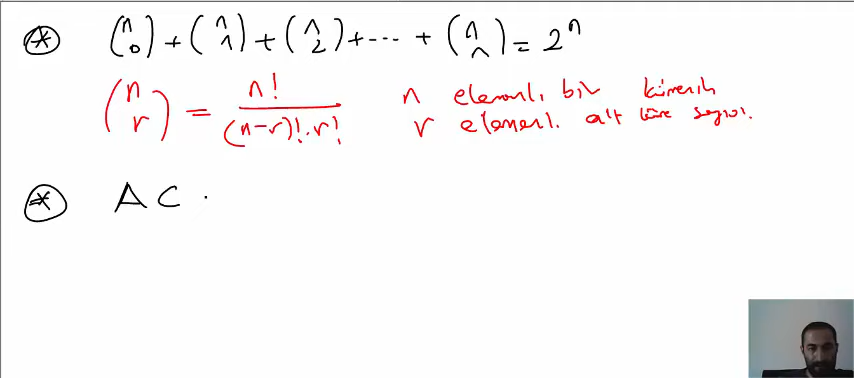 (n 0) + (n 1) + (n 2) + ... + (n n) = 2^n
(n r) = n! / (n-r)!.r! n elemanlı bir kümenin
r elemanlı alt küme sayısı.
A ⊂ .